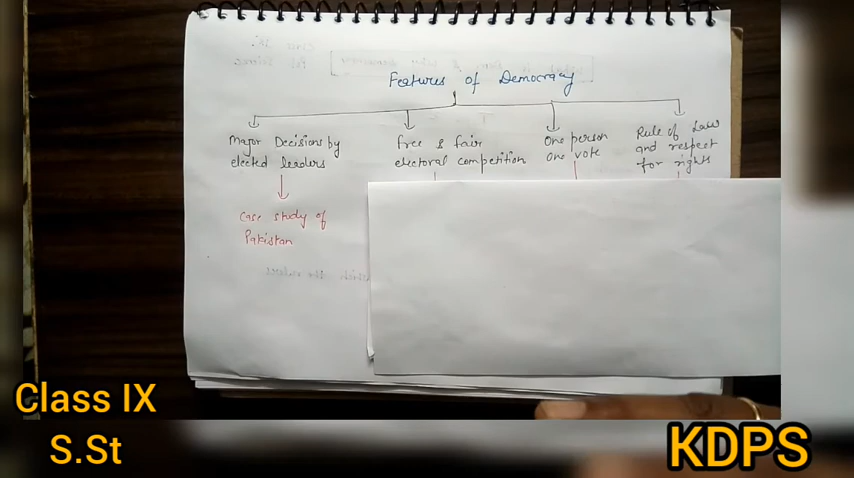 Features of Democracy
Major Decisions by
elected leaders
free & fair
electoral competition
One person
one vote
Rule of Law
and respect
for rights
Case study of
Pakistan
Class IX
S.St
KDPS